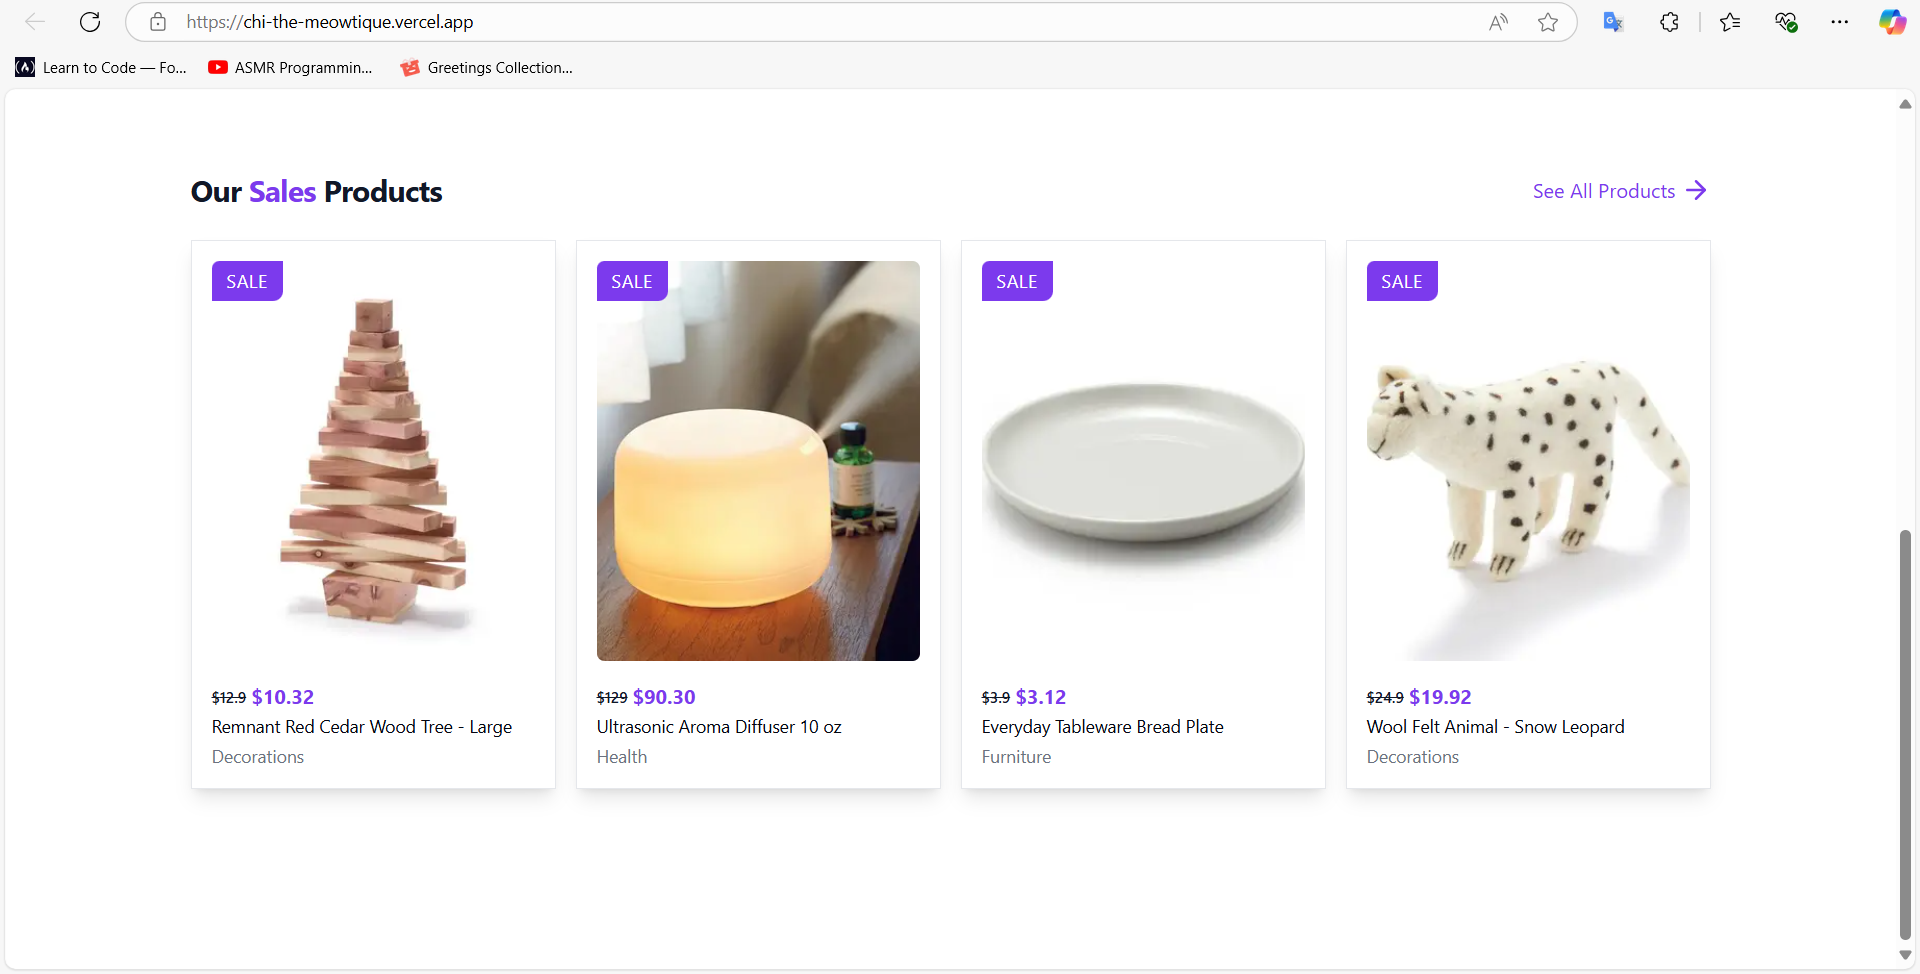 https://chi-the-meowtique.vercel.app
Learn to Code — Fo...
ASMR Programmin...
Greetings Collection...
Our Sales Products
See All Products
SALE
SALE
SALE
SALE
$12.9 $10.32
Remnant Red Cedar Wood Tree - Large
Decorations
$129 $90.30
Ultrasonic Aroma Diffuser 10 oz
Health
$3.9 $3.12
Everyday Tableware Bread Plate
Furniture
$24.9 $19.92
Wool Felt Animal - Snow Leopard
Decorations